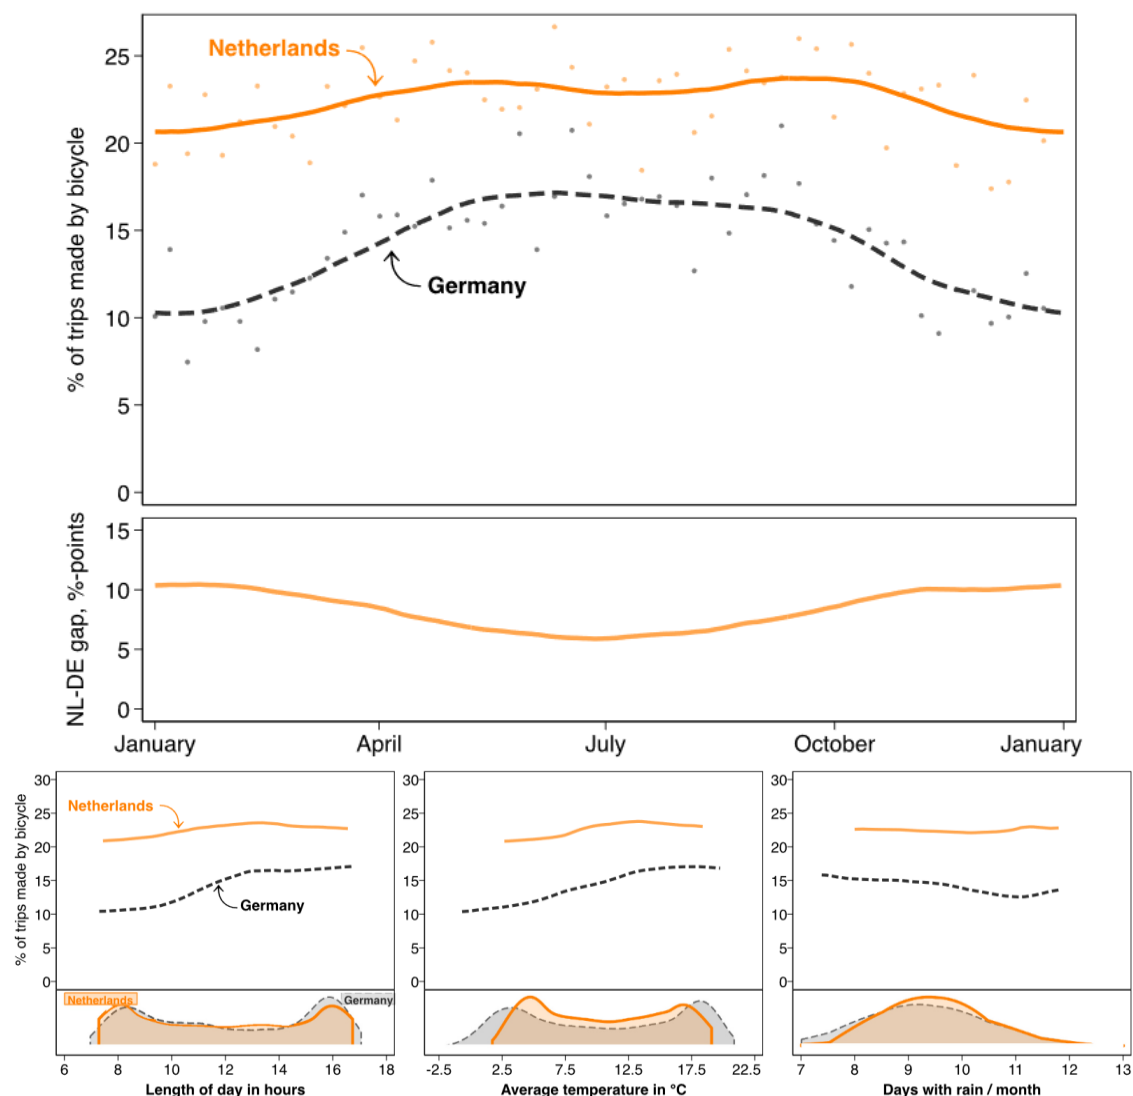 % of trips made by bicycle
25
20
15
10
5
0
Netherlands
Germany
NL-DE gap, %-points
15
10
5
0
January April July October January
% of trips made by bicycle
30
25
20
15
10
5
0
Netherlands
Germany
Netherlands Germany
6 8 10 12 14 16 18
Length of day in hours
30
25
20
15
10
5
0
-2.5 2.5 7.5 12.5 17.5 22.5
Average temperature in °C
30
25
20
15
10
5
0
7 8 9 10 11 12 13
Days with rain / month